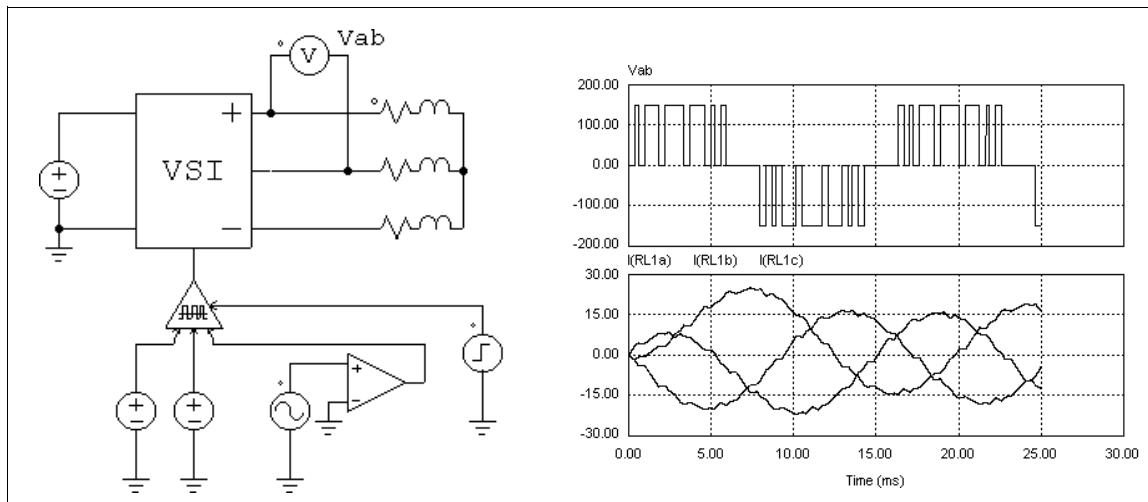 Vab
V
VSI
Vab
200.00
100.00
0.00
-100.00
-200.00
I(RL1a) I(RL1b) I(RL1c)
30.00
15.00
0.00
-15.00
-30.00
0.00 5.00 10.00 15.00 20.00 25.00 30.00
Time (ms)